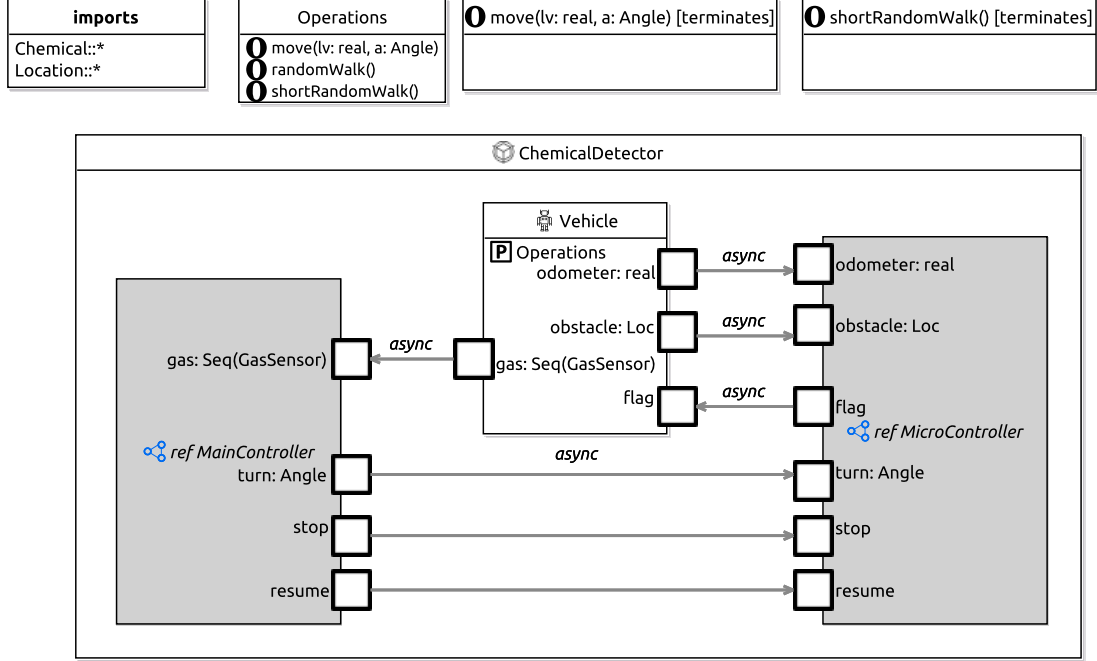 imports
Chemical::*
Location::*
Operations
O move(lv: real, a: Angle)
O randomWalk()
O shortRandomWalk()
O move(lv: real, a: Angle) [terminates]
O shortRandomWalk() [terminates]
ChemicalDetector
Vehicle
P Operations
odometer: real
async
odometer: real
obstacle: Loc
async
obstacle: Loc
gas: Seq(GasSensor)
async
gas: Seq(GasSensor)
flag
async
flag
ref MainController
ref MicroController
turn: Angle
async
turn: Angle
stop
stop
resume
resume